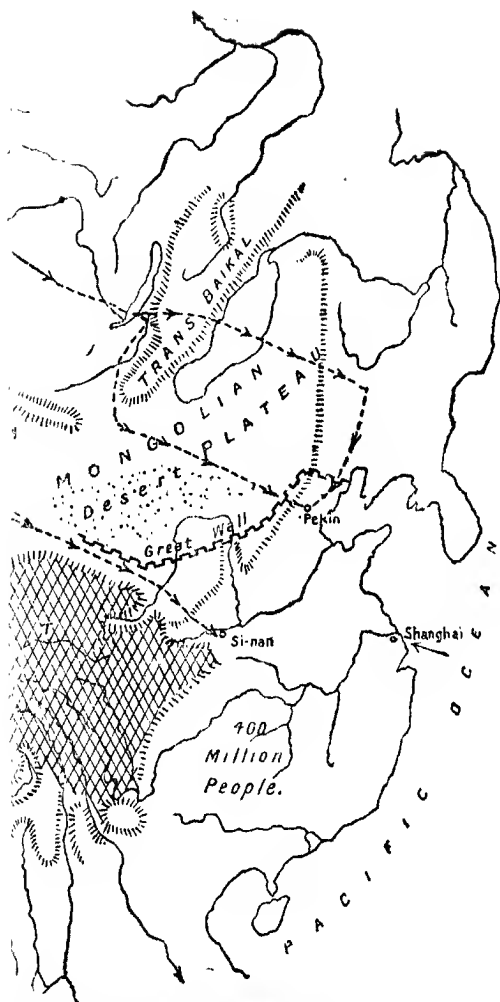 TRANS BAIKAL
MONGOLIAN
PLATEAU
Desert
Great Wall
Pekin
Si-nan
Shanghai
400
Million
People.
PACIFIC
OCEAN
T